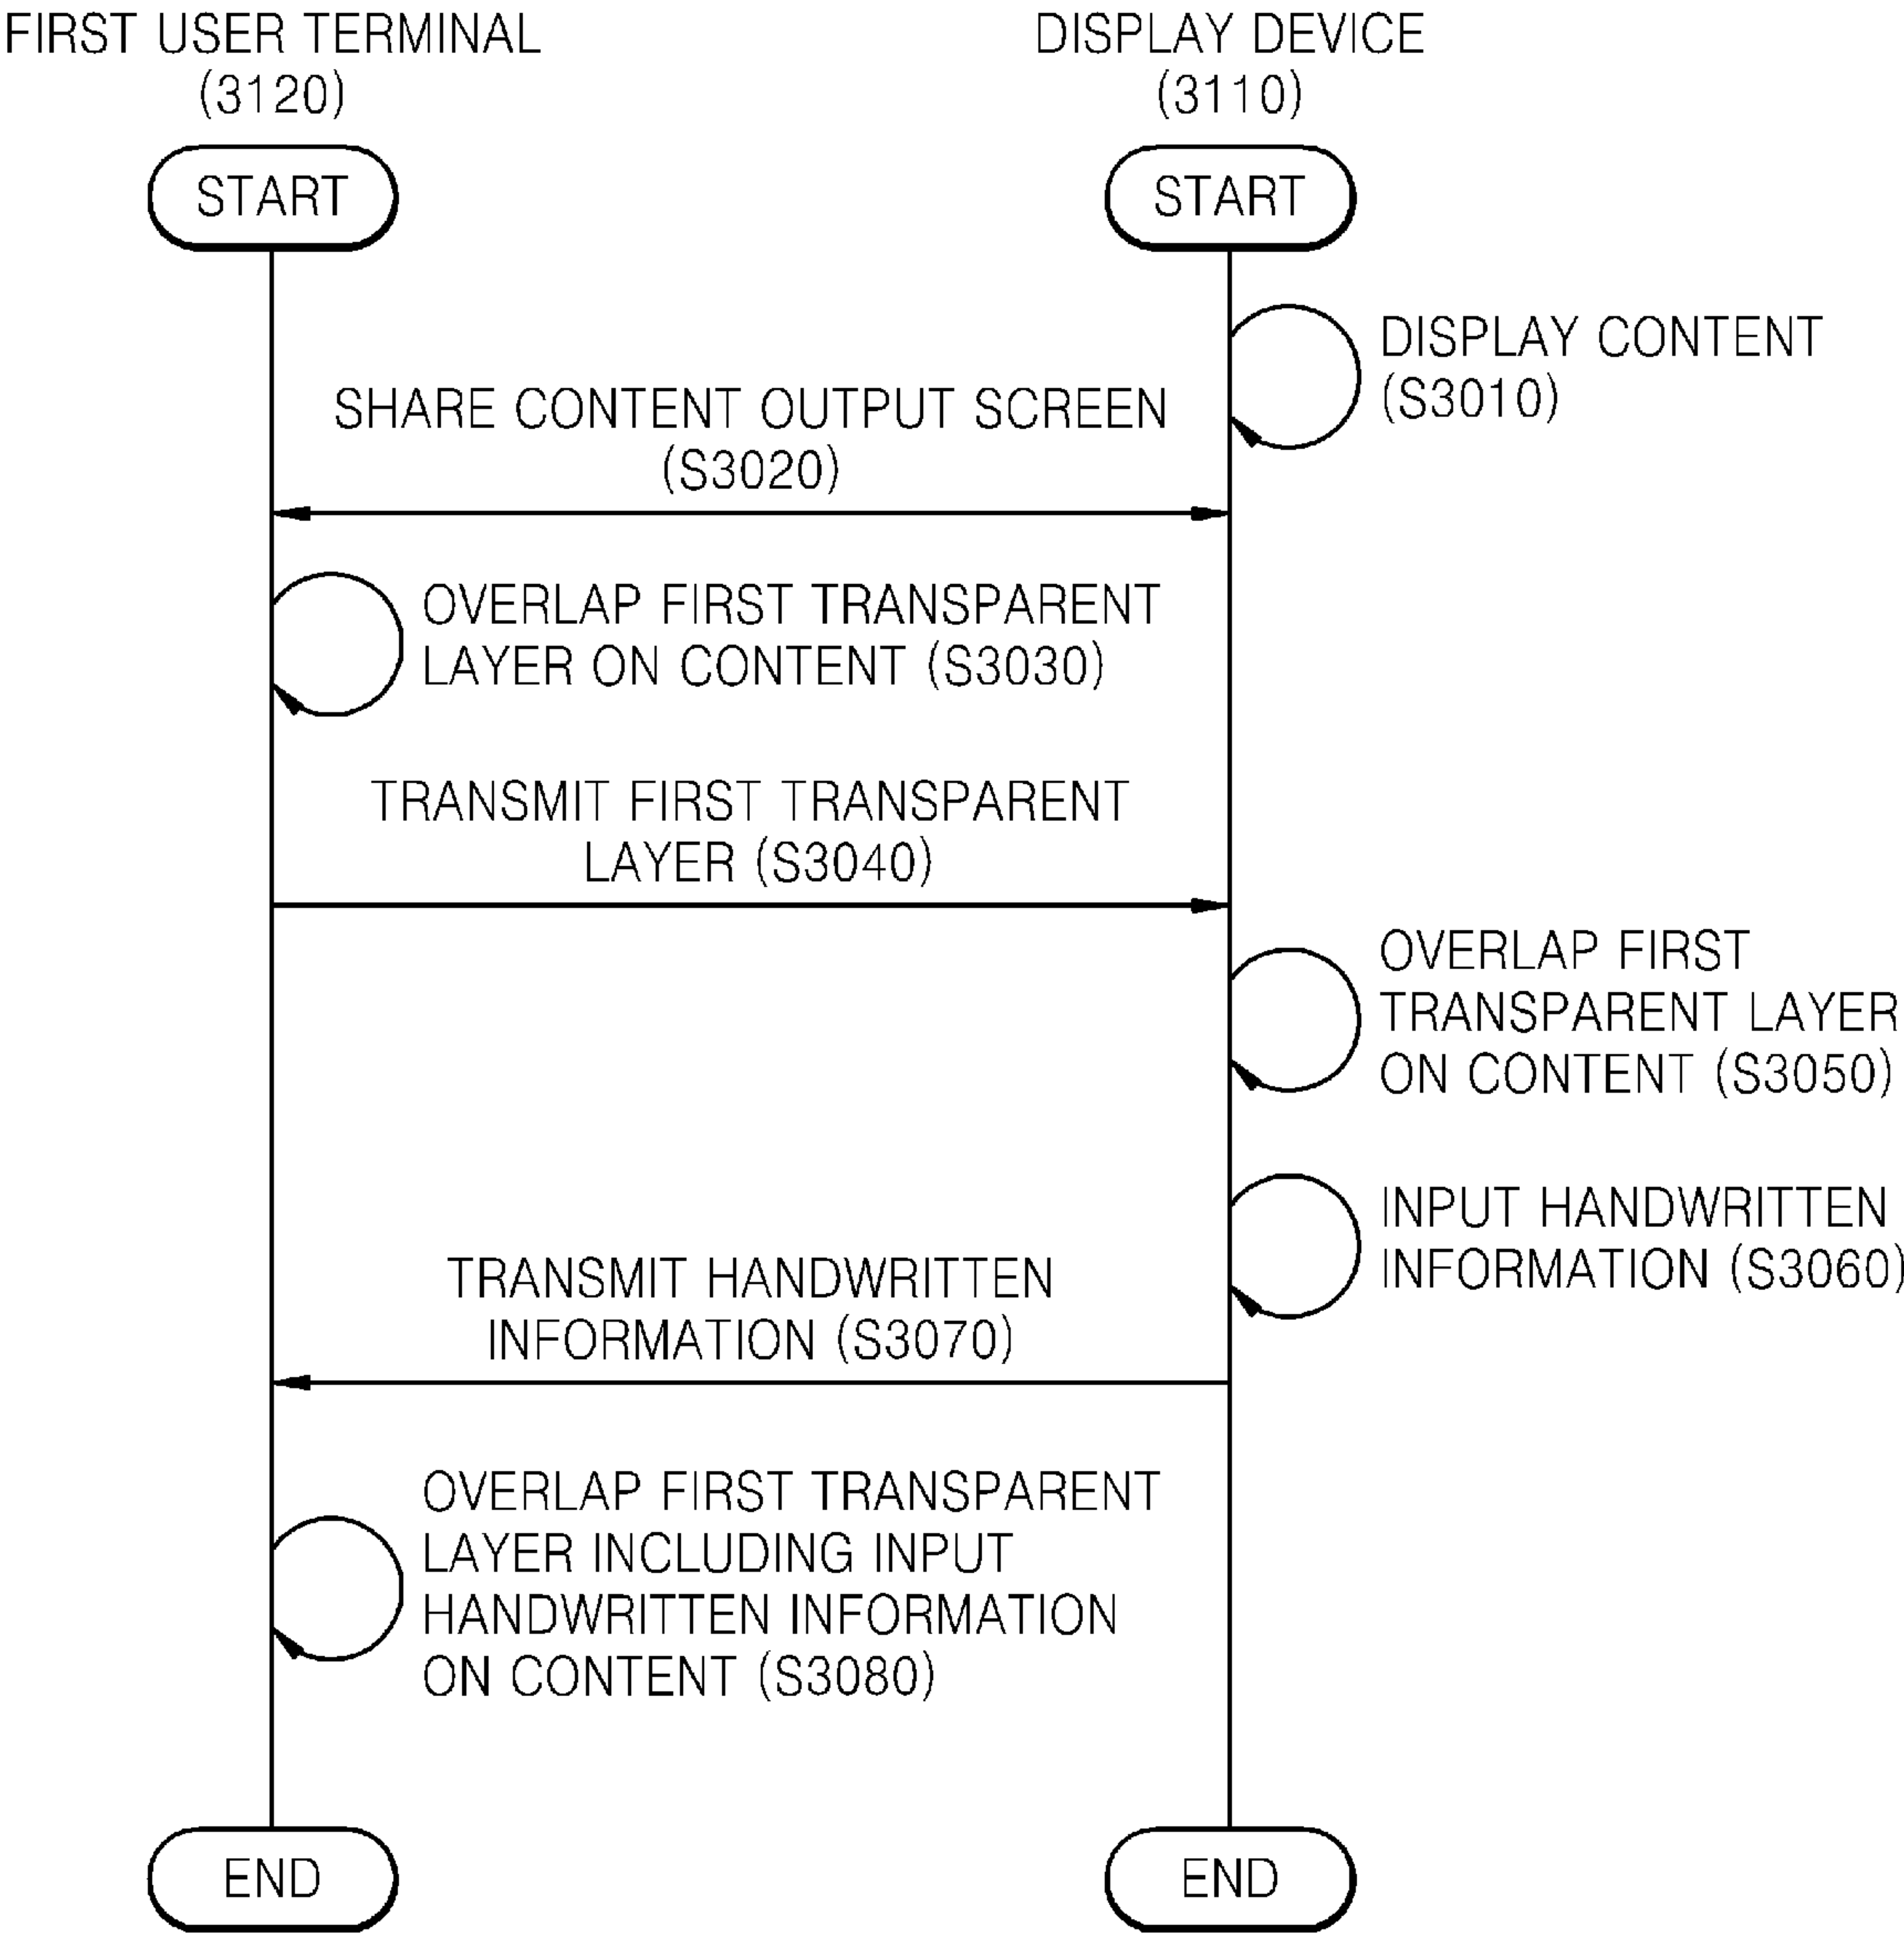 FIRST USER TERMINAL
(3120)
DISPLAY DEVICE
(3110)
START
START
DISPLAY CONTENT
(S3010)
SHARE CONTENT OUTPUT SCREEN
(S3020)
OVERLAP FIRST TRANSPARENT
LAYER ON CONTENT (S3030)
TRANSMIT FIRST TRANSPARENT
LAYER (S3040)
OVERLAP FIRST
TRANSPARENT LAYER
ON CONTENT (S3050)
INPUT HANDWRITTEN
INFORMATION (S3060)
TRANSMIT HANDWRITTEN
INFORMATION (S3070)
OVERLAP FIRST TRANSPARENT
LAYER INCLUDING INPUT
HANDWRITTEN INFORMATION
ON CONTENT (S3080)
END
END